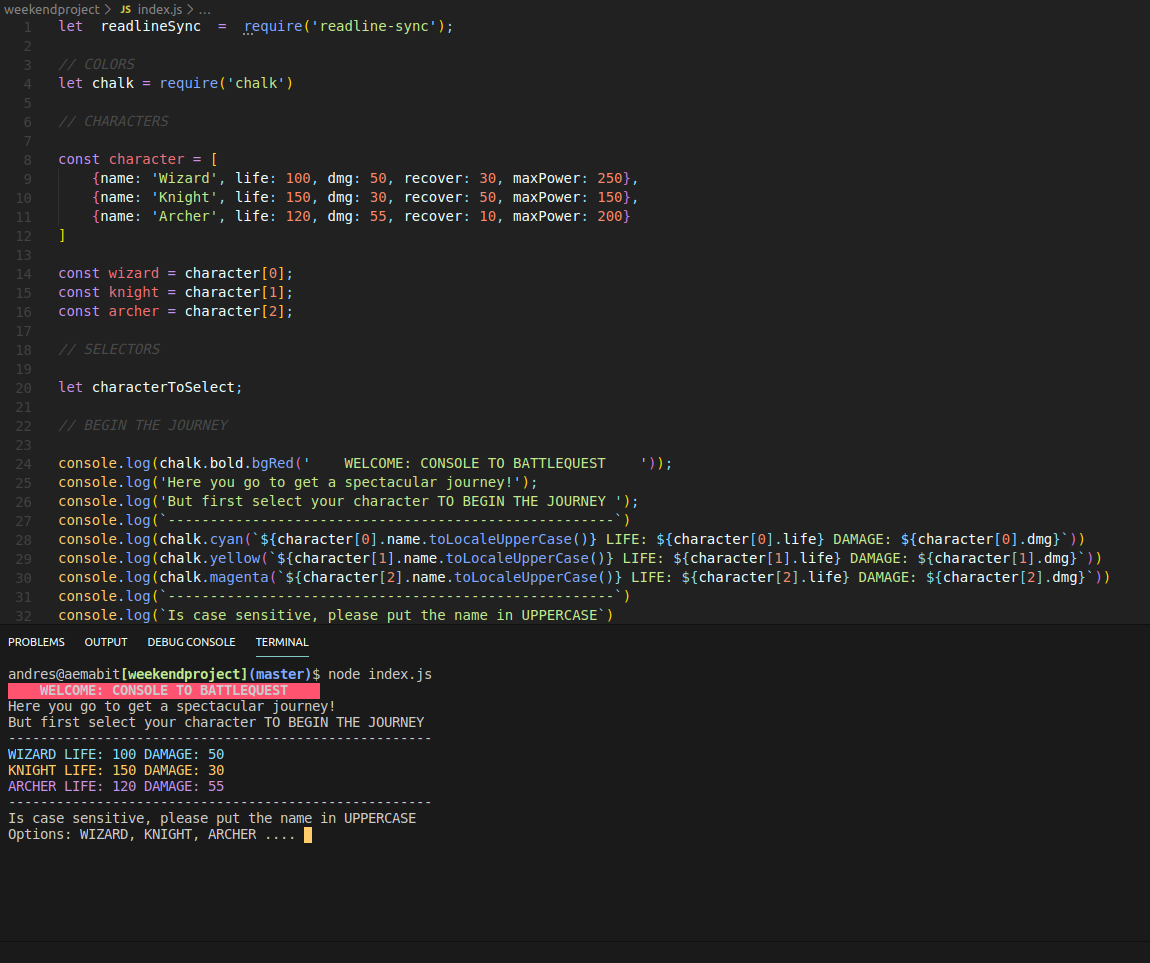 weekendproject > JS index.js > ...
1 let  readlineSync  =  require('readline-sync');
2
3 // COLORS
4 let chalk = require('chalk')
5
6 // CHARACTERS
7
8 const character = [
9     {name: 'Wizard', life: 100, dmg: 50, recover: 30, maxPower: 250},
10     {name: 'Knight', life: 150, dmg: 30, recover: 50, maxPower: 150},
11     {name: 'Archer', life: 120, dmg: 55, recover: 10, maxPower: 200}
12 ]
13
14 const wizard = character[0];
15 const knight = character[1];
16 const archer = character[2];
17
18 // SELECTORS
19
20 let characterToSelect;
21
22 // BEGIN THE JOURNEY
23
24 console.log(chalk.bold.bgRed('    WELCOME: CONSOLE TO BATTLEQUEST    '));
25 console.log('Here you go to get a spectacular journey!');
26 console.log('But first select your character TO BEGIN THE JOURNEY ');
27 console.log(`-----------------------------------------------------`)
28 console.log(chalk.cyan(`${character[0].name.toLocaleUpperCase()} LIFE: ${character[0].life} DAMAGE: ${character[0].dmg}`))
29 console.log(chalk.yellow(`${character[1].name.toLocaleUpperCase()} LIFE: ${character[1].life} DAMAGE: ${character[1].dmg}`))
30 console.log(chalk.magenta(`${character[2].name.toLocaleUpperCase()} LIFE: ${character[2].life} DAMAGE: ${character[2].dmg}`))
31 console.log(`-----------------------------------------------------`)
32 console.log(`Is case sensitive, please put the name in UPPERCASE`)
PROBLEMS OUTPUT DEBUG CONSOLE TERMINAL
andres@aemabit[weekendproject](master)$ node index.js
WELCOME: CONSOLE TO BATTLEQUEST
Here you go to get a spectacular journey!
But first select your character TO BEGIN THE JOURNEY
-----------------------------------------------------
WIZARD LIFE: 100 DAMAGE: 50
KNIGHT LIFE: 150 DAMAGE: 30
ARCHER LIFE: 120 DAMAGE: 55
-----------------------------------------------------
Is case sensitive, please put the name in UPPERCASE
Options: WIZARD, KNIGHT, ARCHER ....